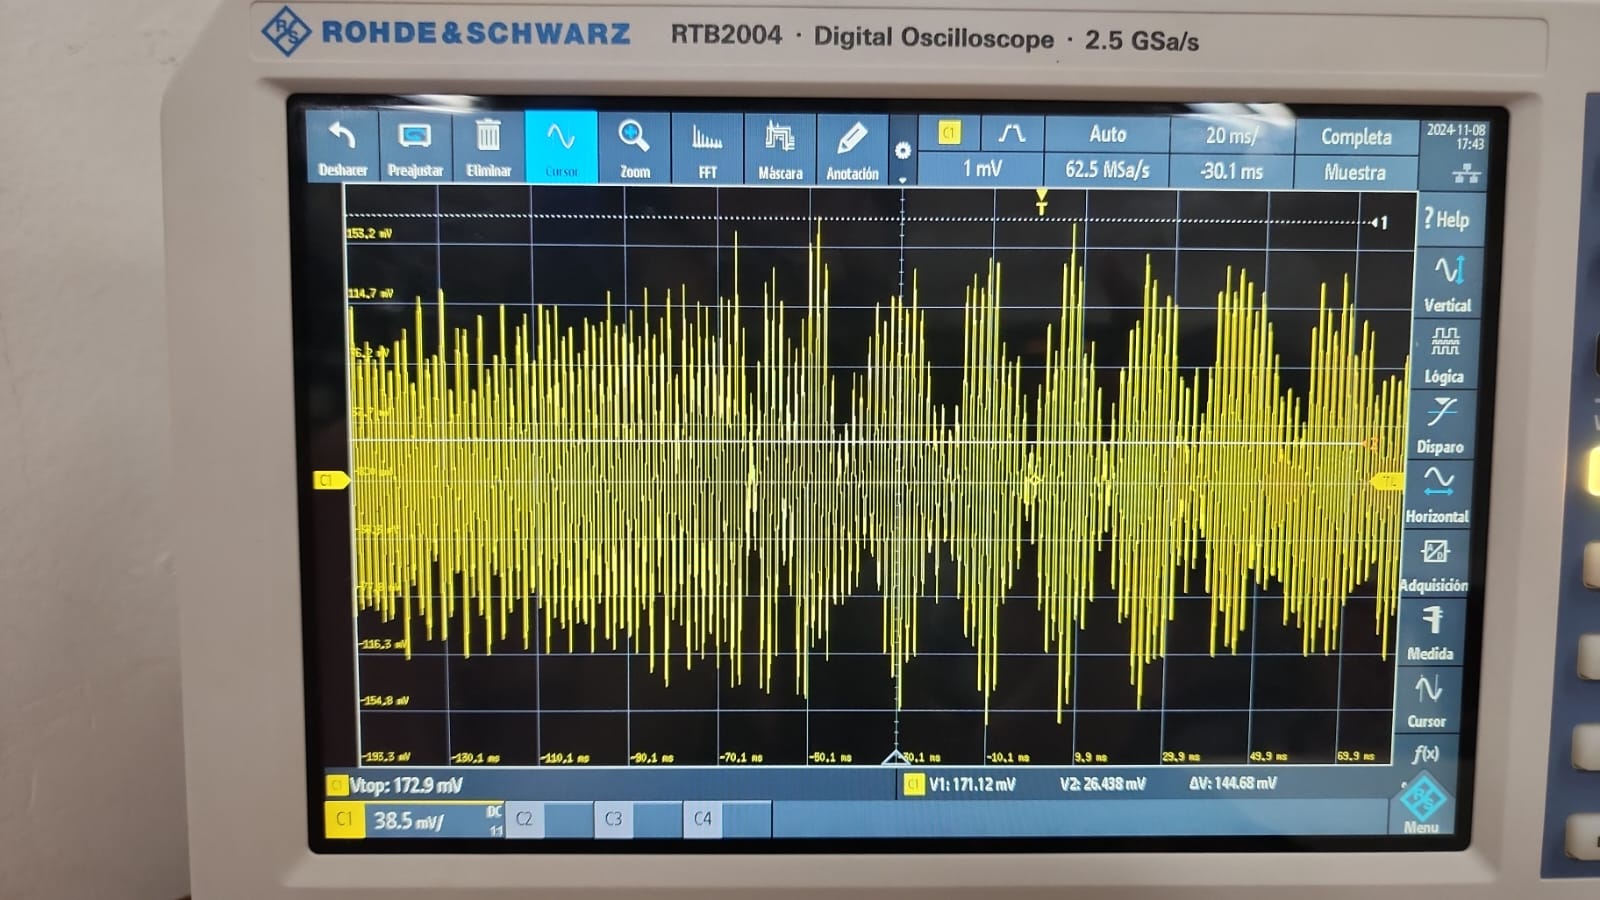 ROHDE&SCHWARZ RTB2004 · Digital Oscilloscope · 2.5 GSa/s
Deshacer Preajustar Eliminar Cursor Zoom FFT Máscara Anotación
C1 Auto 20 ms/ Completa
1 mV 62.5 MSa/s -30.1 ms Muestra
2024-11-08
17:43
T
1
153,2 mV
114,7 mV
C1
TL
-116,3 mV
-154,8 mV
-193,3 mV -130,1 ms -110,1 ms -90,1 ms -70,1 ms -50,1 ms -30,1 ms -10,1 ms 9,9 ms 29,9 ms 49,9 ms 69,9 ms
? Help
Vertical
Lógica
Disparo
Horizontal
Adquisición
Medida
Cursor
f(x)
Menu
C1 Vtop: 172.9 mV C1 V1: 171.12 mV V2: 26.438 mV ΔV: 144.68 mV
C1 38.5 mV/ DC
1:1
C2 C3 C4